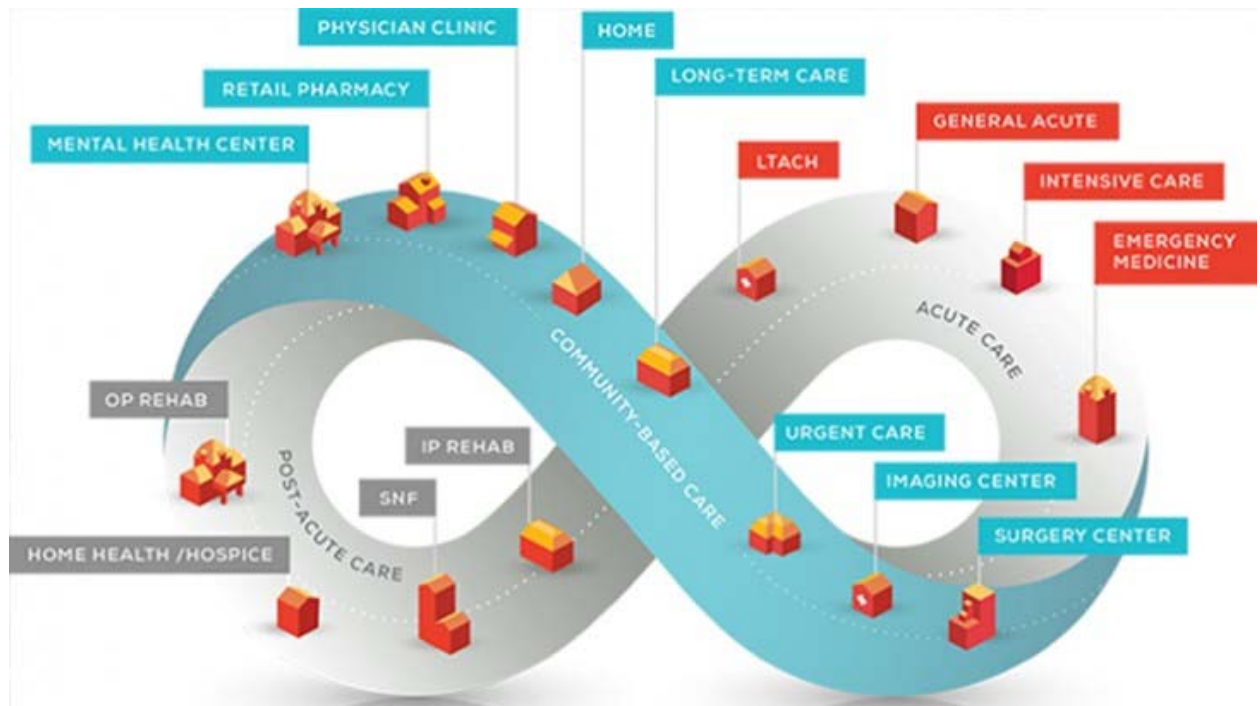 PHYSICIAN CLINIC
HOME
RETAIL PHARMACY
LONG-TERM CARE
MENTAL HEALTH CENTER
GENERAL ACUTE
LTACH
INTENSIVE CARE
EMERGENCY
MEDICINE
ACUTE CARE
COMMUNITY-BASED CARE
OP REHAB
IP REHAB
URGENT CARE
POST-ACUTE CARE
SNF
IMAGING CENTER
HOME HEALTH /HOSPICE
SURGERY CENTER